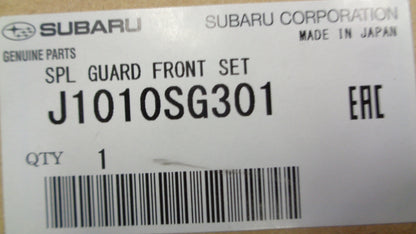 SUBARU SUBARU CORPORATION
GENUINE PARTS MADE IN JAPAN
SPL GUARD FRONT SET
J1010SG301 EAC
QTY 1